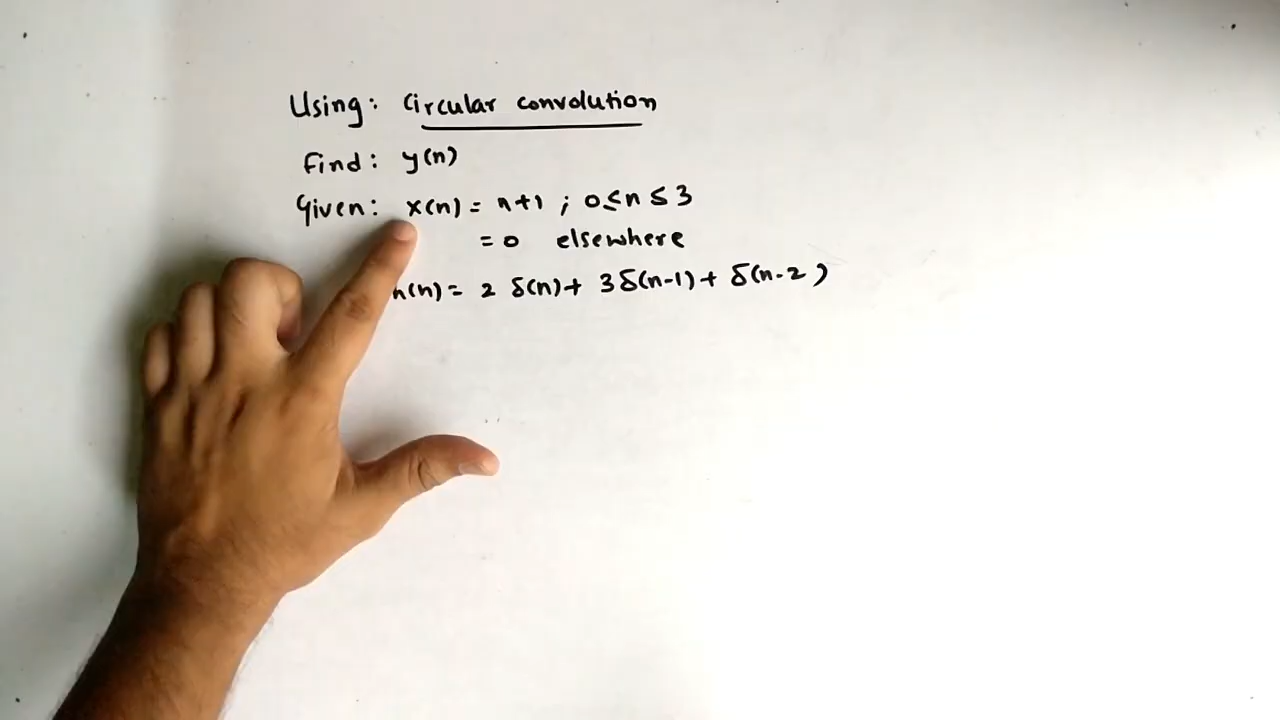 Using: Circular convolution
Find: y(n)
Given: x(n) = n+1 ; 0≤n≤3
= 0 elsewhere
h(n) = 2 δ(n) + 3δ(n-1) + δ(n-2)